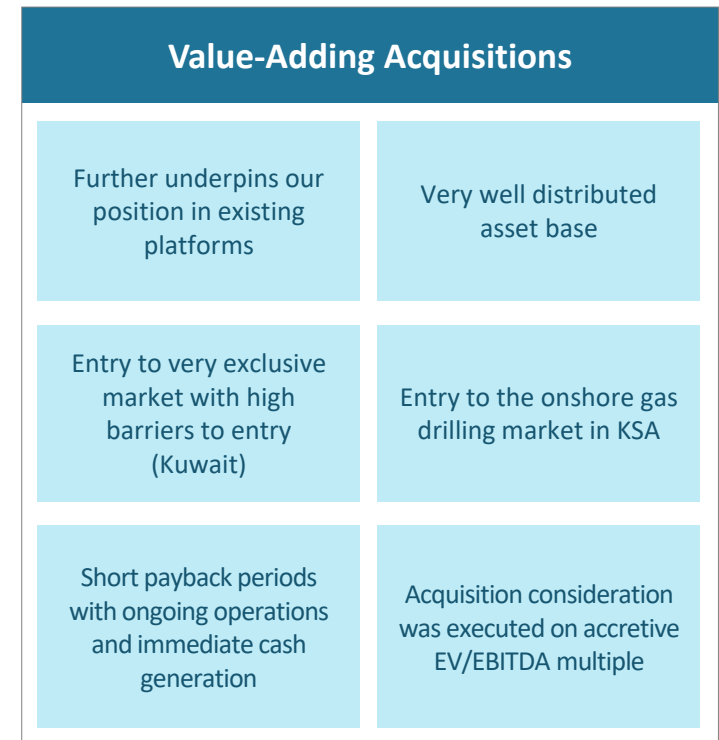 Value-Adding Acquisitions
Further underpins our
position in existing
platforms
Very well distributed
asset base
Entry to very exclusive
market with high
barriers to entry
(Kuwait)
Entry to the onshore gas
drilling market in KSA
Short payback periods
with ongoing operations
and immediate cash
generation
Acquisition consideration
was executed on accretive
EV/EBITDA multiple